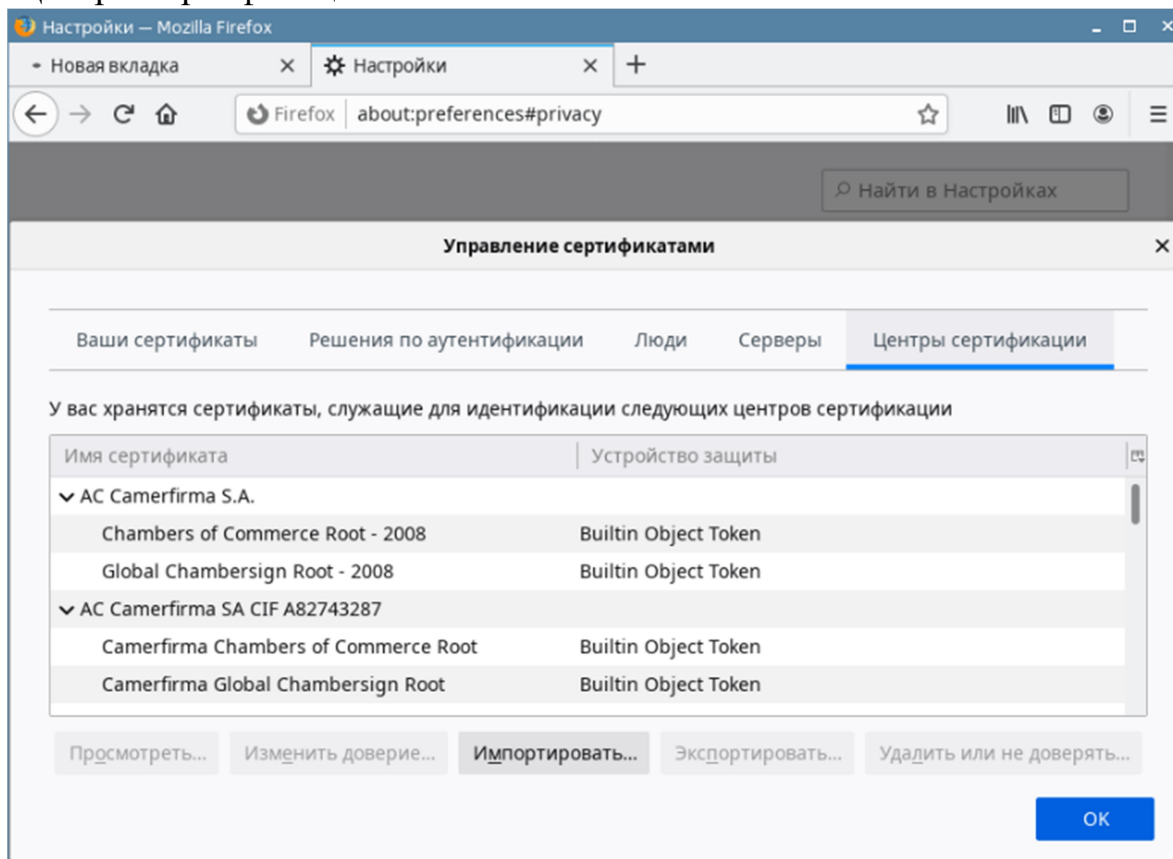 Настройки — Mozilla Firefox
Новая вкладка
Настройки
Firefox
about:preferences#privacy
Найти в Настройках
Управление сертификатами
Ваши сертификаты Решения по аутентификации Люди Серверы Центры сертификации
У вас хранятся сертификаты, служащие для идентификации следующих центров сертификации
Имя сертификата Устройство защиты
AC Camerfirma S.A.
Chambers of Commerce Root - 2008 Builtin Object Token
Global Chambersign Root - 2008 Builtin Object Token
AC Camerfirma SA CIF A82743287
Camerfirma Chambers of Commerce Root Builtin Object Token
Camerfirma Global Chambersign Root Builtin Object Token
Просмотреть... Изменить доверие... Импортировать... Экспортировать... Удалить или не доверять...
ОК